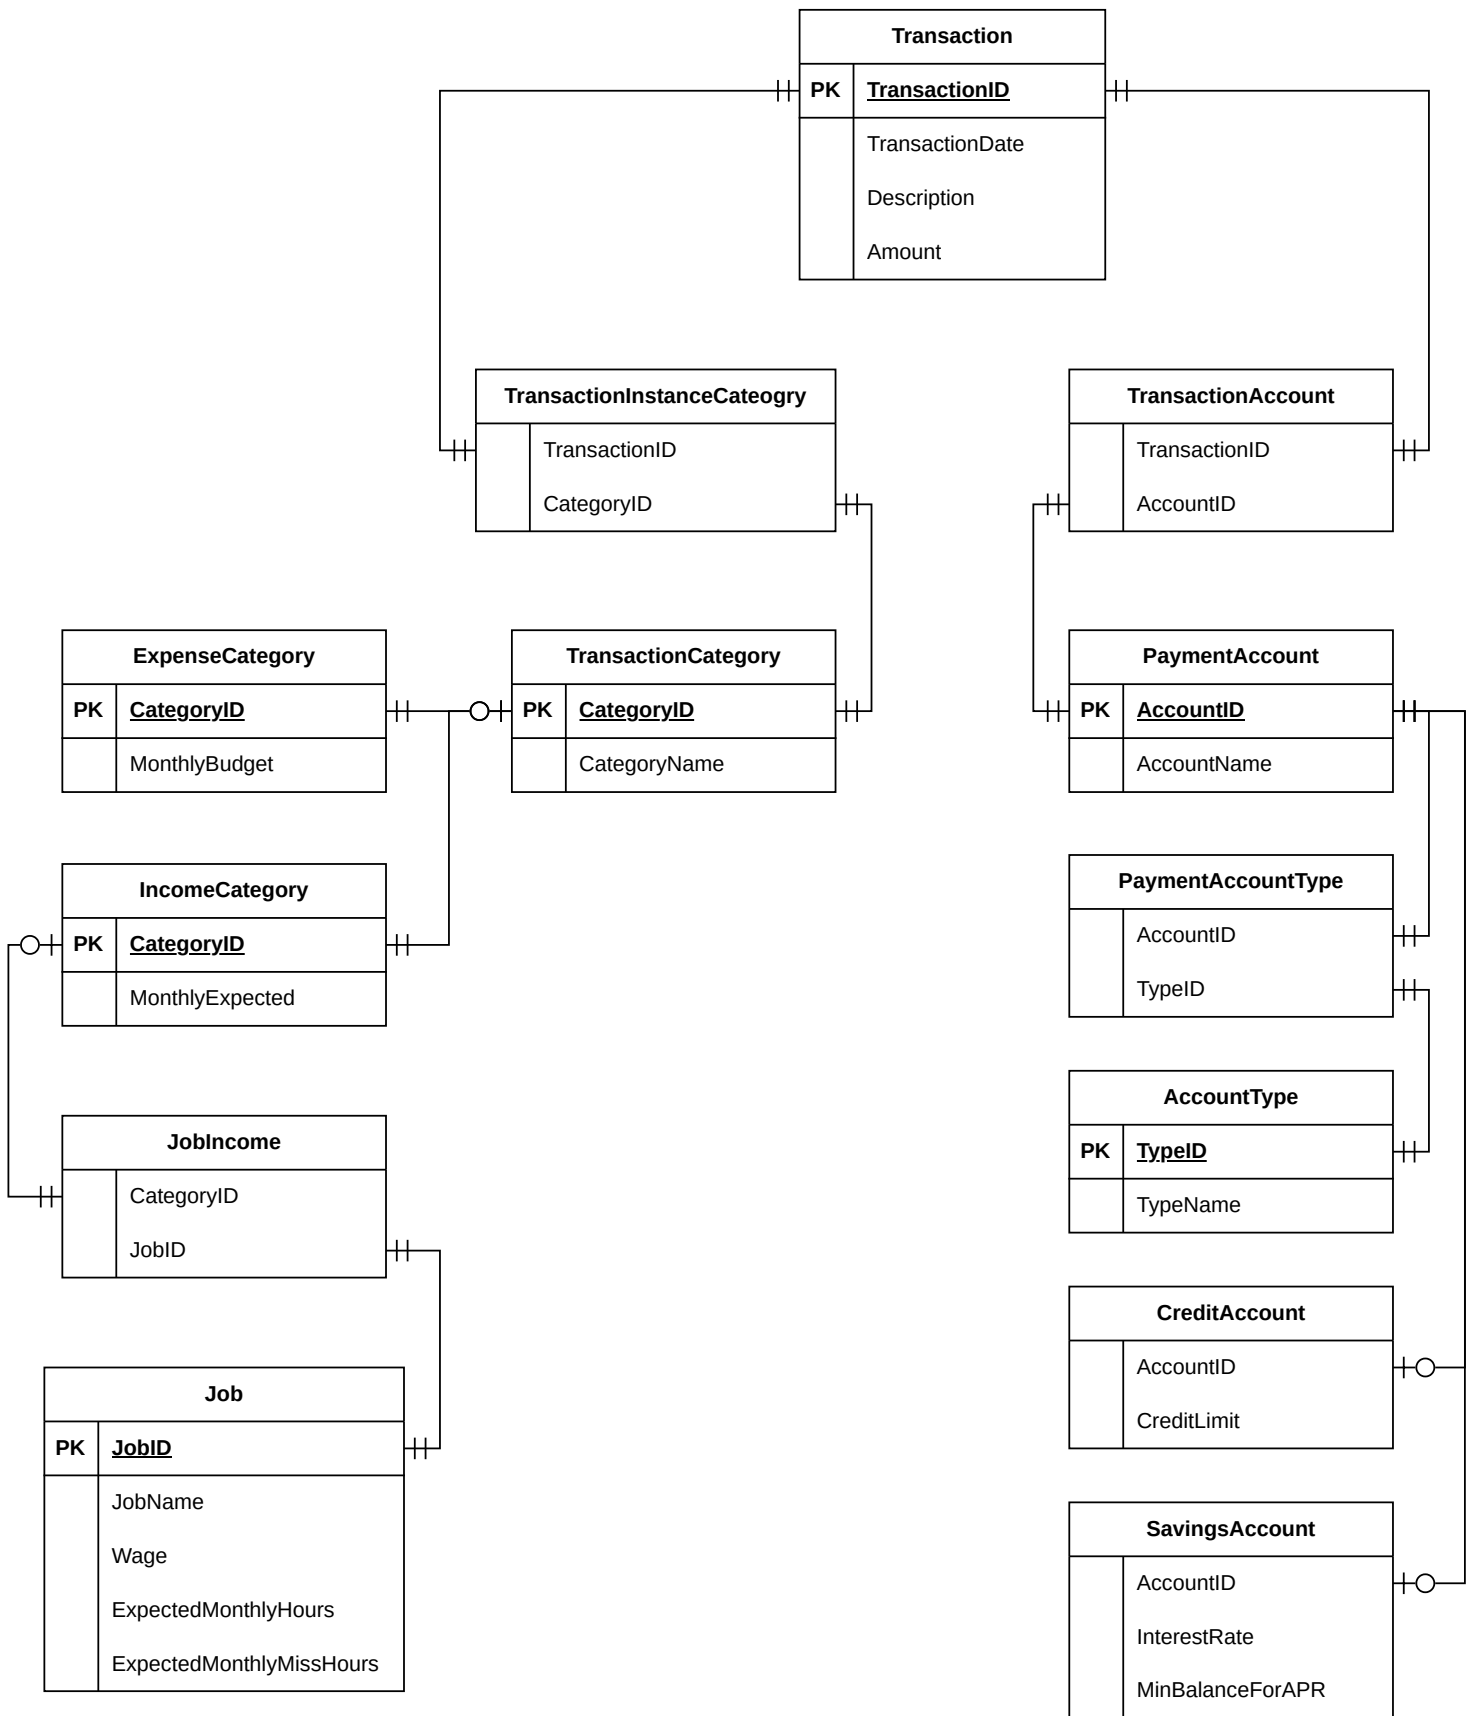 Transaction
PK TransactionID
TransactionDate
Description
Amount
TransactionInstanceCateogry
TransactionID
CategoryID
TransactionAccount
TransactionID
AccountID
ExpenseCategory
PK CategoryID
MonthlyBudget
TransactionCategory
PK CategoryID
CategoryName
PaymentAccount
PK AccountID
AccountName
IncomeCategory
PK CategoryID
MonthlyExpected
PaymentAccountType
AccountID
TypeID
JobIncome
CategoryID
JobID
AccountType
PK TypeID
TypeName
Job
PK JobID
JobName
Wage
ExpectedMonthlyHours
ExpectedMonthlyMissHours
CreditAccount
AccountID
CreditLimit
SavingsAccount
AccountID
InterestRate
MinBalanceForAPR